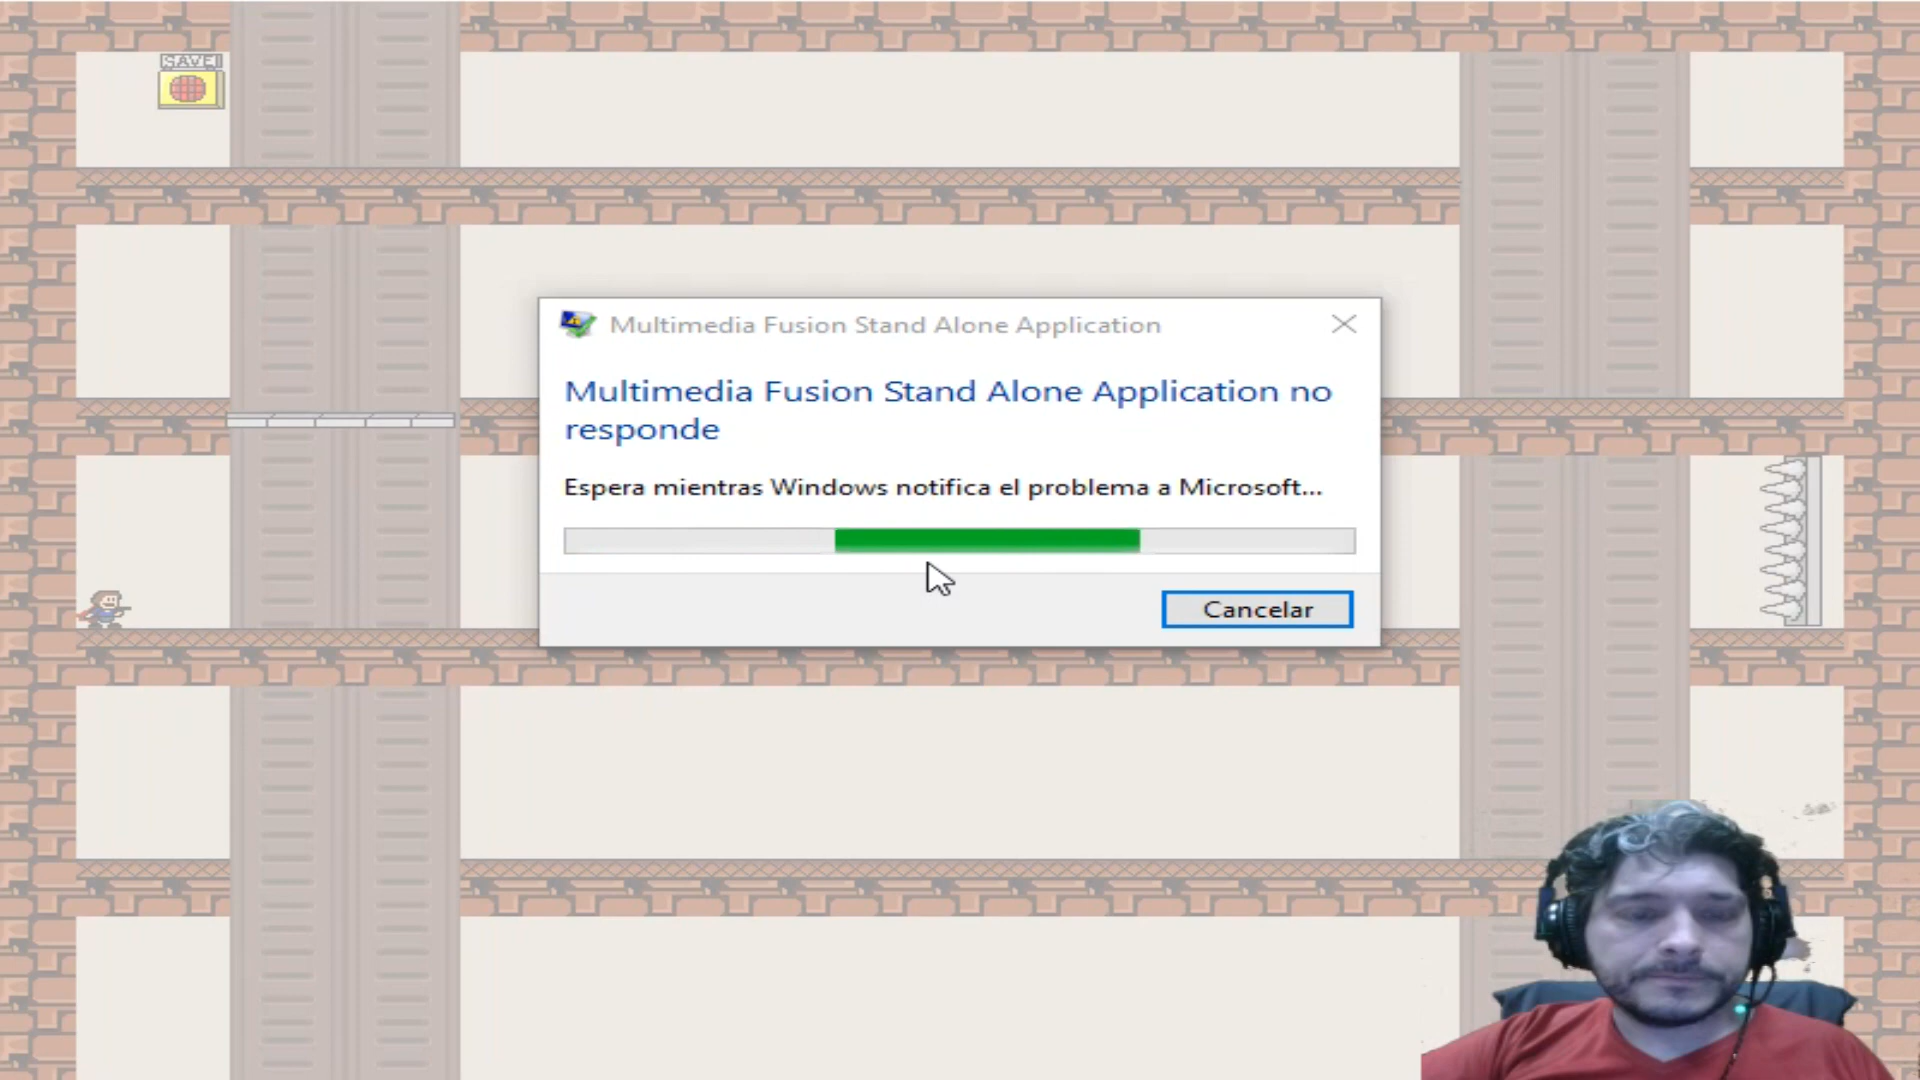 SAVE!!
Multimedia Fusion Stand Alone Application
Multimedia Fusion Stand Alone Application no
responde
Espera mientras Windows notifica el problema a Microsoft...
Cancelar